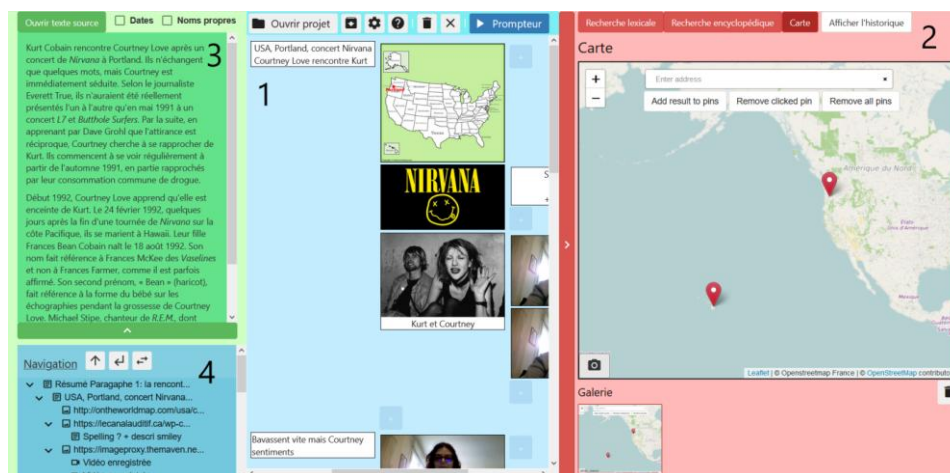 Ouvrir texte source
Dates
Noms propres
3
Kurt Cobain rencontre Courtney Love après un
concert de Nirvana à Portland. Ils n'échangent
que quelques mots, mais Courtney est
immédiatement séduite. Selon le journaliste
Everett True, ils n'auraient été réellement
présentés l'un à l'autre qu'en mai 1991 à un
concert L7 et Butthole Surfers. Par la suite, en
apprenant par Dave Grohl que l'attirance est
réciproque, Courtney cherche à se rapprocher de
Kurt. Ils commencent à se voir régulièrement à
partir de l'automne 1991, en partie rapprochés
par leur consommation commune de drogue.
Début 1992, Courtney Love apprend qu'elle est
enceinte de Kurt. Le 24 février 1992, quelques
jours après la fin d'une tournée de Nirvana sur la
côte Pacifique, ils se marient à Hawaii. Leur fille
Frances Bean Cobain naît le 18 août 1992. Son
nom fait référence à Frances McKee des Vaselines
et non à Frances Farmer, comme il est parfois
affirmé. Son second prénom, « Bean » (haricot),
fait référence à la forme du bébé sur les
échographies pendant la grossesse de Courtney
Love. Michael Stipe, chanteur de R.E.M., dont
Navigation
4
Résumé Paragaphe 1: la rencont...
USA, Portland, concert Nirvana...
http://ontheworldmap.com/usa/c...
https://lecanalauditif.ca/wp-c...
Spelling ? + descri smiley
https://imageproxy.themaven.ne...
Vidéo enregistrée
Ouvrir projet
Prompteur
1
USA, Portland, concert Nirvana
Courtney Love rencontre Kurt
NIRVANA
S
+
Kurt et Courtney
Bavassent vite mais Courtney
sentiments
Recherche lexicale
Recherche encyclopédique
Carte
Afficher l'historique
2
Carte
+
−
Enter address
Add result to pins
Remove clicked pin
Remove all pins
Amérique du Nord
États-
Unis d'Amérique
Leaflet | © Openstreetmap France | © OpenStreetMap contributo
Galerie